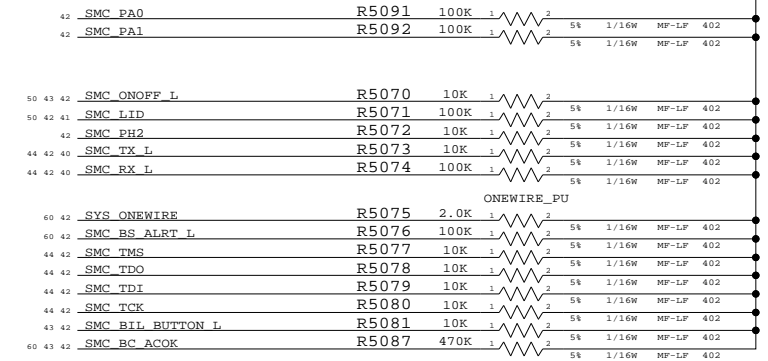 42 SMC_PA0 R5091 100K 1 2
5% 1/16W MF-LF 402
42 SMC_PA1 R5092 100K 1 2
5% 1/16W MF-LF 402
50 43 42 SMC_ONOFF_L R5070 10K 1 2
5% 1/16W MF-LF 402
50 42 41 SMC_LID R5071 100K 1 2
5% 1/16W MF-LF 402
42 SMC_PH2 R5072 10K 1 2
5% 1/16W MF-LF 402
44 42 40 SMC_TX_L R5073 10K 1 2
5% 1/16W MF-LF 402
44 42 40 SMC_RX_L R5074 100K 1 2
5% 1/16W MF-LF 402
ONEWIRE_PU
60 42 SYS_ONEWIRE R5075 2.0K 1 2
5% 1/16W MF-LF 402
60 42 SMC_BS_ALRT_L R5076 100K 1 2
5% 1/16W MF-LF 402
44 42 SMC_TMS R5077 10K 1 2
5% 1/16W MF-LF 402
44 42 SMC_TDO R5078 10K 1 2
5% 1/16W MF-LF 402
44 42 SMC_TDI R5079 10K 1 2
5% 1/16W MF-LF 402
44 42 SMC_TCK R5080 10K 1 2
5% 1/16W MF-LF 402
43 42 SMC_BIL_BUTTON_L R5081 10K 1 2
5% 1/16W MF-LF 402
60 43 42 SMC_BC_ACOK R5087 470K 1 2
5% 1/16W MF-LF 402